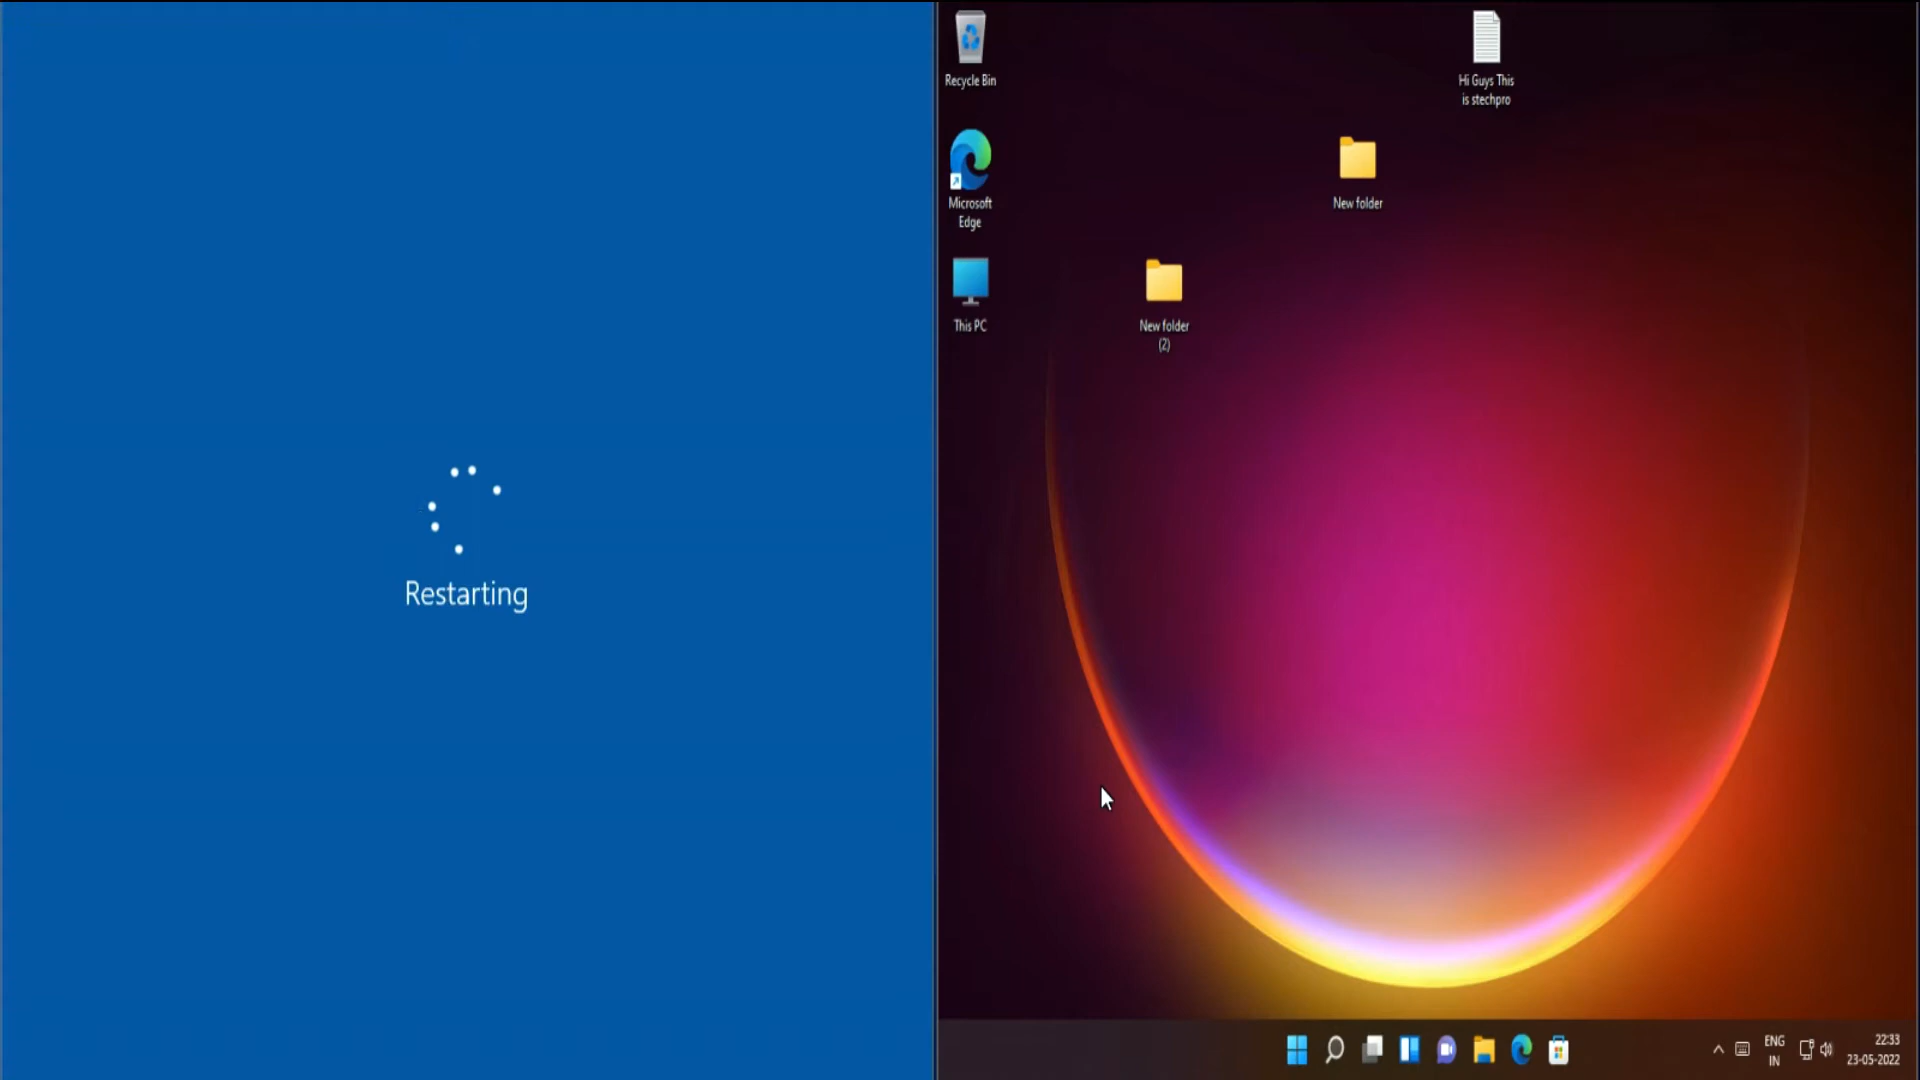 Restarting
Recycle Bin
Hi Guys This
is stechpro
Microsoft
Edge
New folder
This PC
New folder
(2)
ENG
IN
22:33
23-05-2022